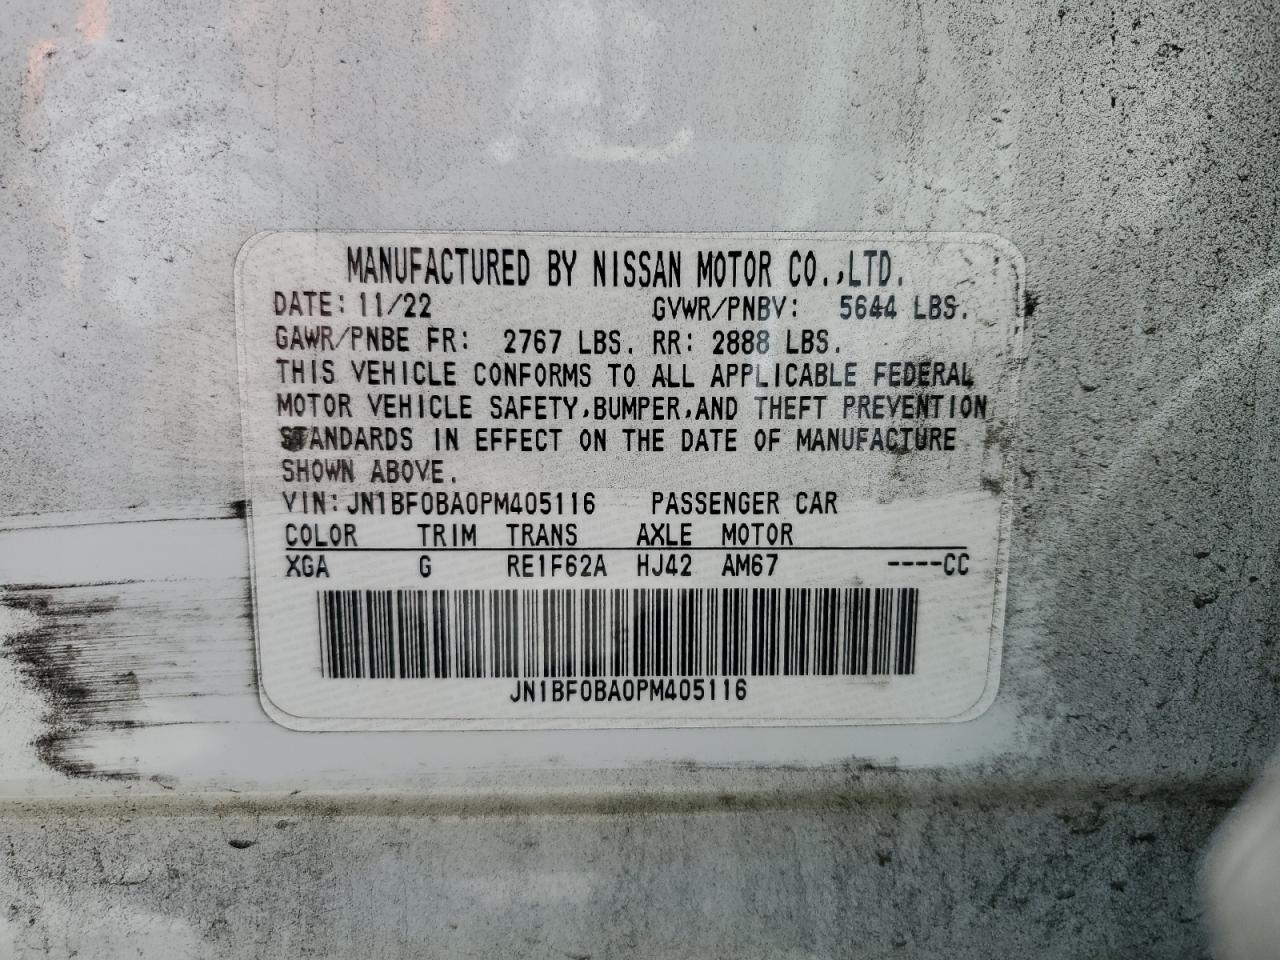 MANUFACTURED BY NISSAN MOTOR CO.,LTD.
DATE: 11/22 GVWR/PNBV: 5644 LBS.
GAWR/PNBE FR: 2767 LBS. RR: 2888 LBS.
THIS VEHICLE CONFORMS TO ALL APPLICABLE FEDERAL
MOTOR VEHICLE SAFETY,BUMPER,AND THEFT PREVENTION
STANDARDS IN EFFECT ON THE DATE OF MANUFACTURE
SHOWN ABOVE.
VIN: JN1BF0BA0PM405116 PASSENGER CAR
COLOR TRIM TRANS AXLE MOTOR
XGA G RE1F62A HJ42 AM67 ----CC
JN1BF0BA0PM405116